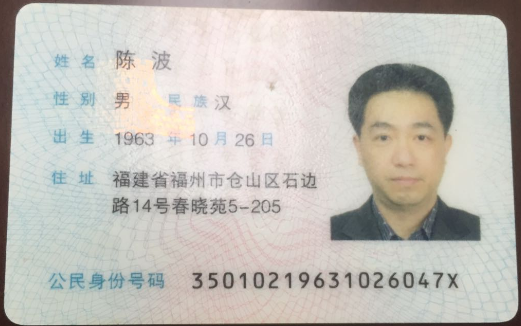 姓名 陈波
性别 男 民族 汉
出生 1963 年 10 月 26 日
住址 福建省福州市仓山区石边
路14号春晓苑5-205
公民身份号码 35010219631026047X